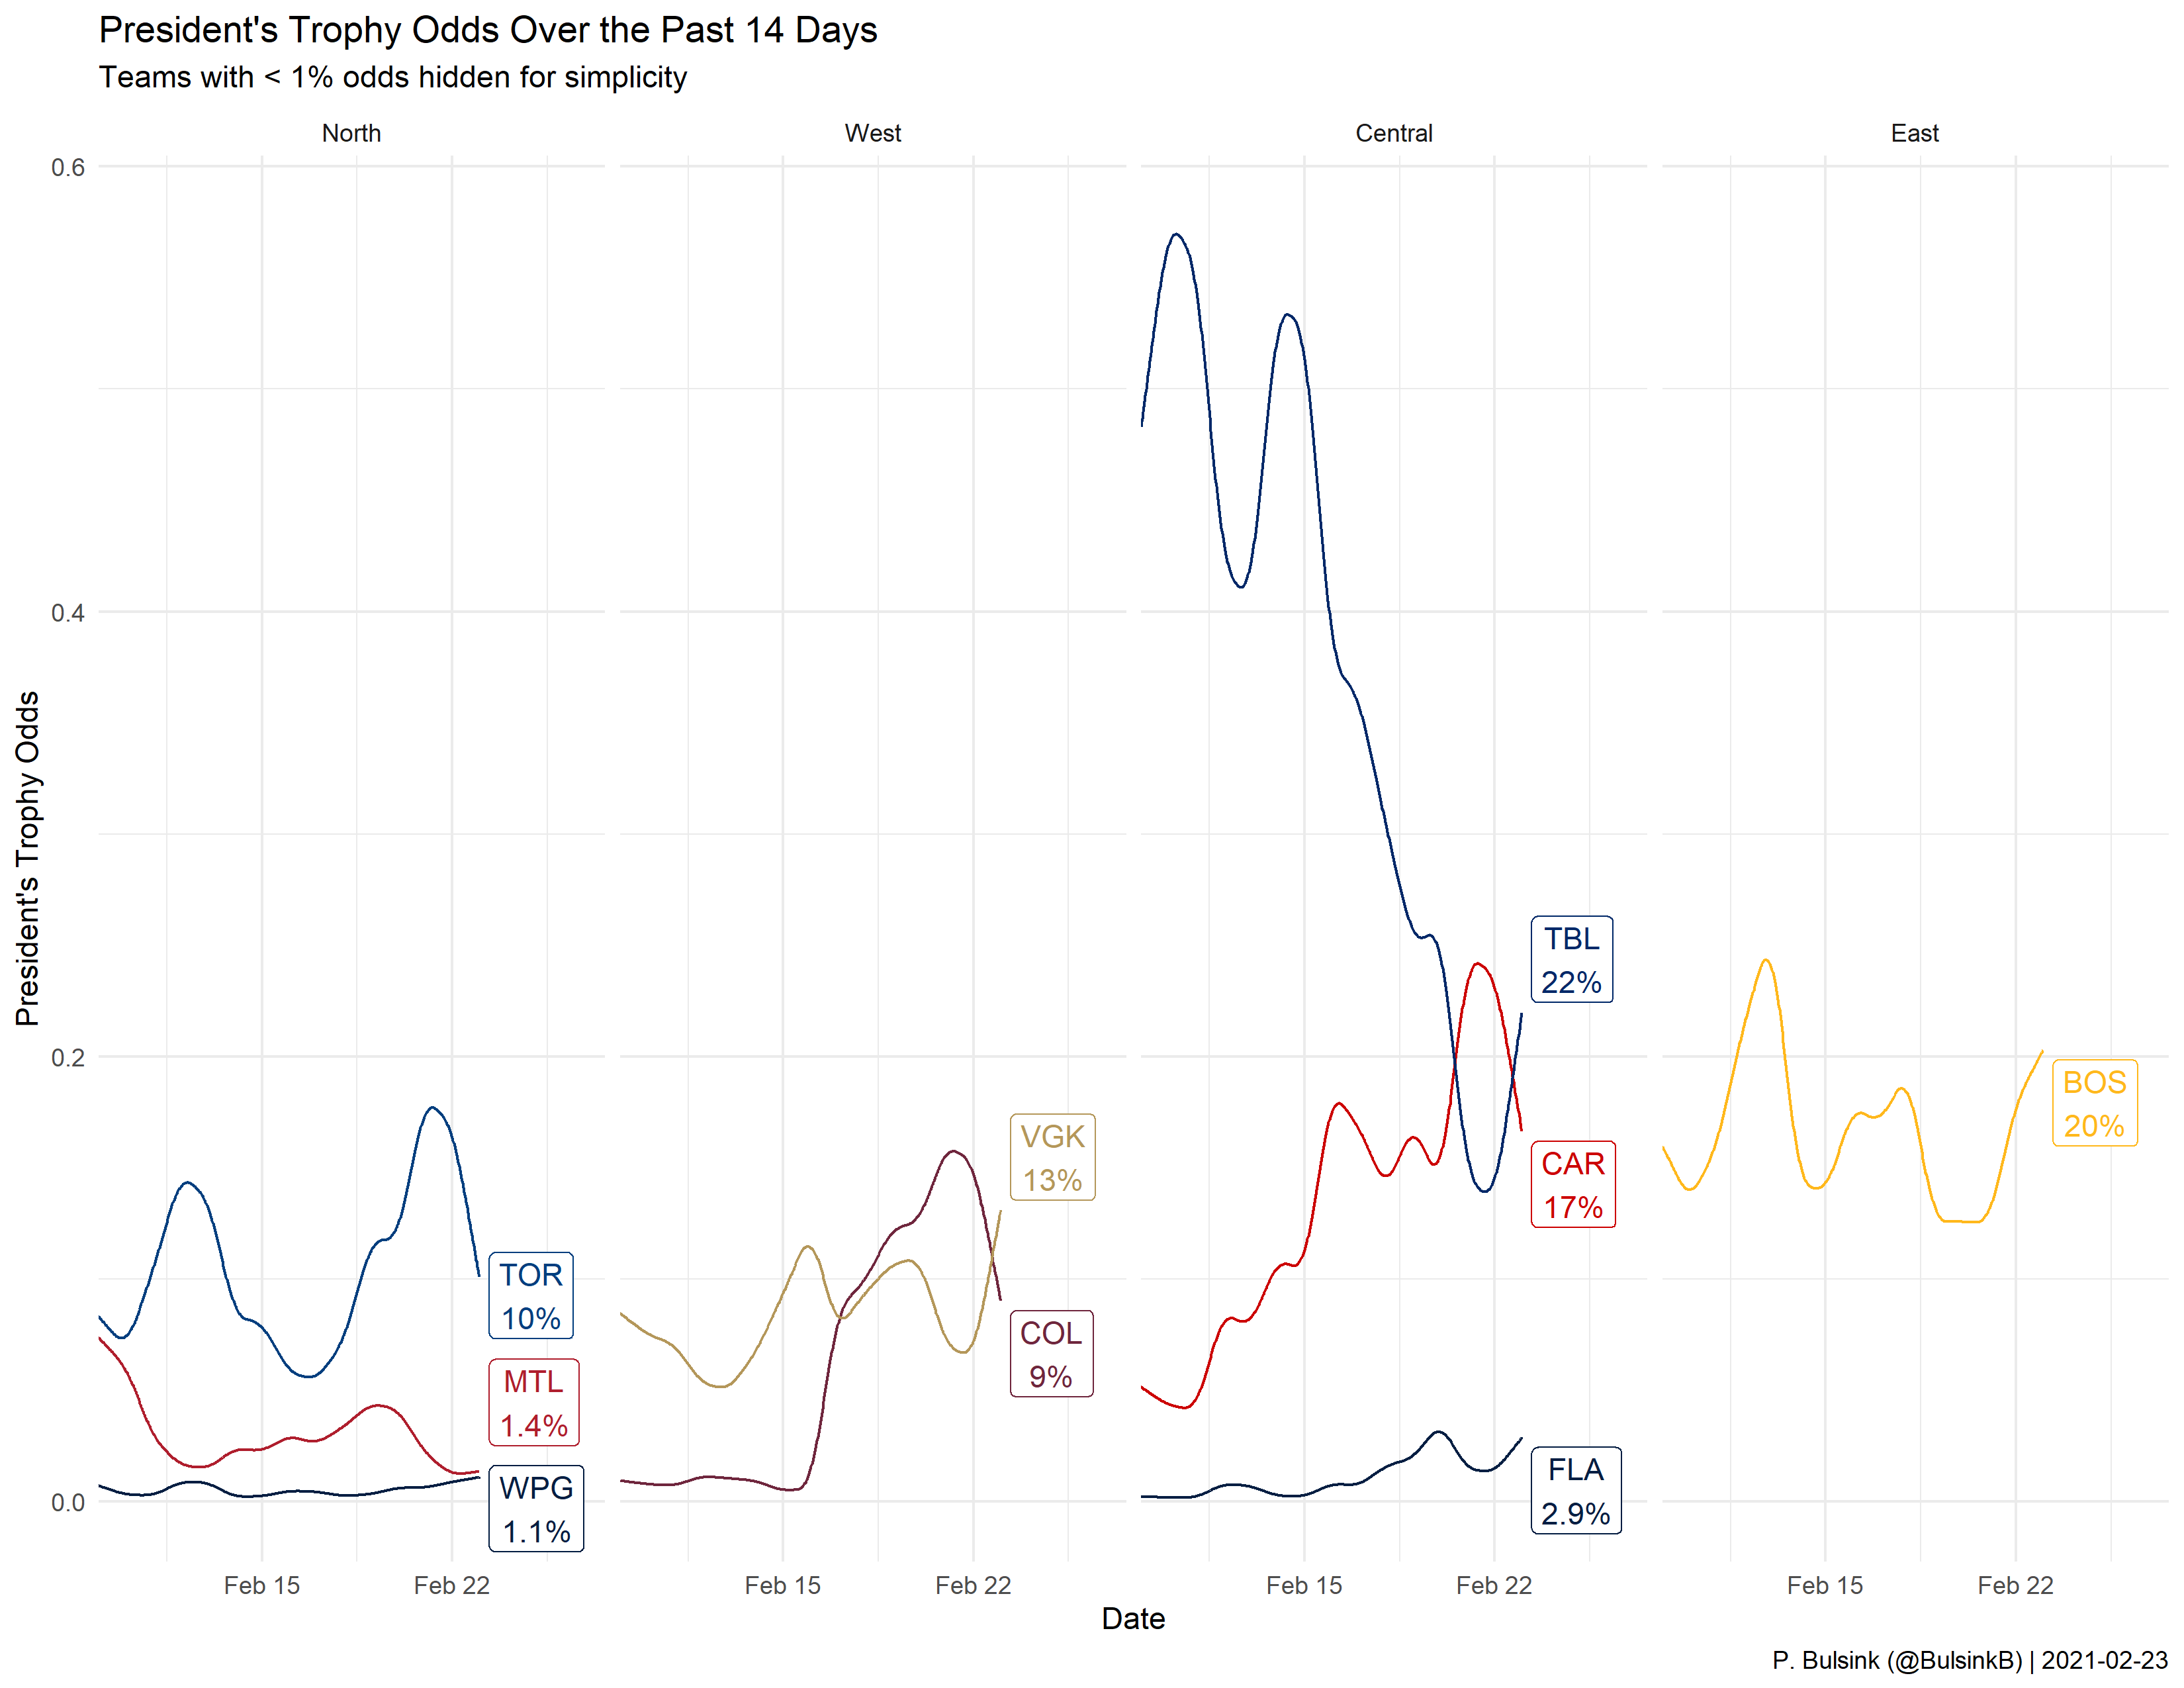 President's Trophy Odds Over the Past 14 Days
Teams with < 1% odds hidden for simplicity
North
West
Central
East
President's Trophy Odds
0.6
0.4
0.2
0.0
TOR
10%
MTL
1.4%
WPG
1.1%
VGK
13%
COL
9%
TBL
22%
CAR
17%
FLA
2.9%
BOS
20%
Feb 15
Feb 22
Feb 15
Feb 22
Feb 15
Feb 22
Feb 15
Feb 22
Date
P. Bulsink (@BulsinkB) | 2021-02-23